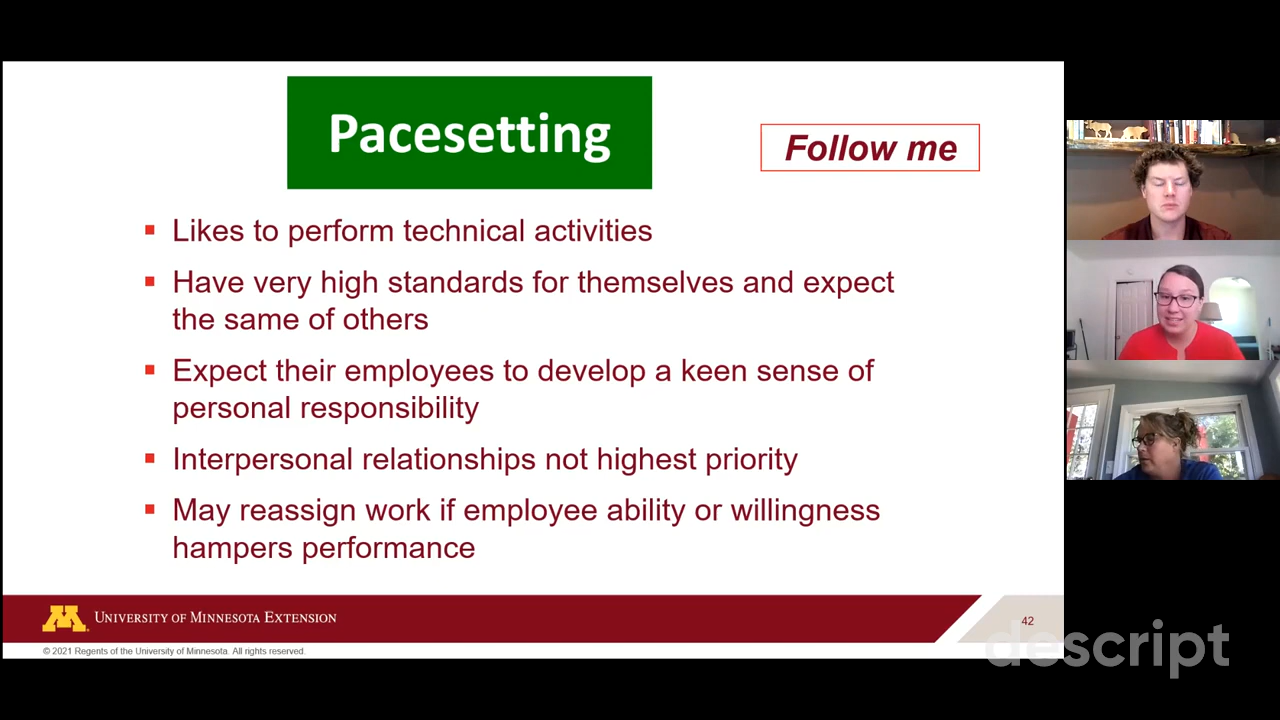 Pacesetting
Follow me
▪ Likes to perform technical activities
▪ Have very high standards for themselves and expect
the same of others
▪ Expect their employees to develop a keen sense of
personal responsibility
▪ Interpersonal relationships not highest priority
▪ May reassign work if employee ability or willingness
hampers performance
M
UNIVERSITY OF MINNESOTA EXTENSION
42
© 2021 Regents of the University of Minnesota. All rights reserved.
descript